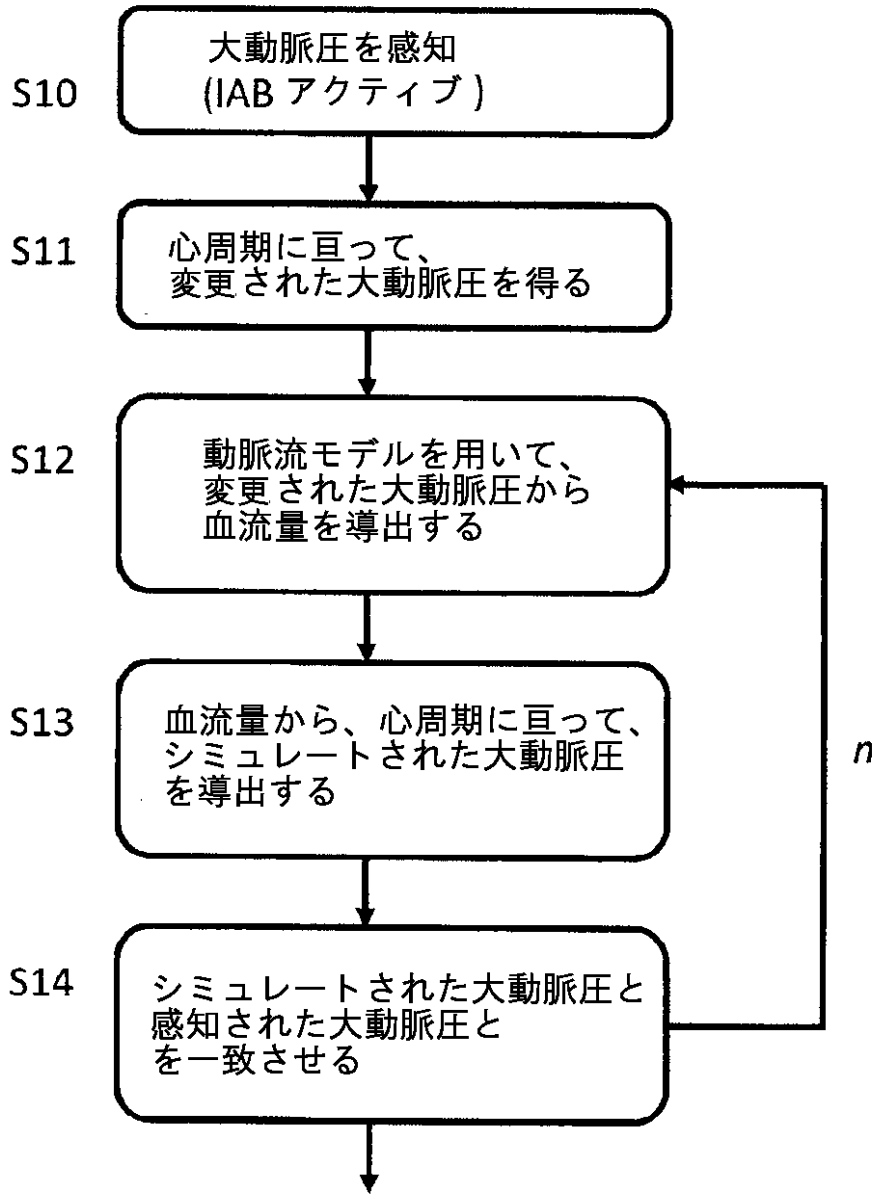 S10
大動脈圧を感知
(IAB アクティブ )
S11
心周期に亘って、
変更された大動脈圧を得る
S12
動脈流モデルを用いて、
変更された大動脈圧から
血流量を導出する
S13
血流量から、心周期に亘って、
シミュレートされた大動脈圧
を導出する
n
S14
シミュレートされた大動脈圧と
感知された大動脈圧と
を一致させる